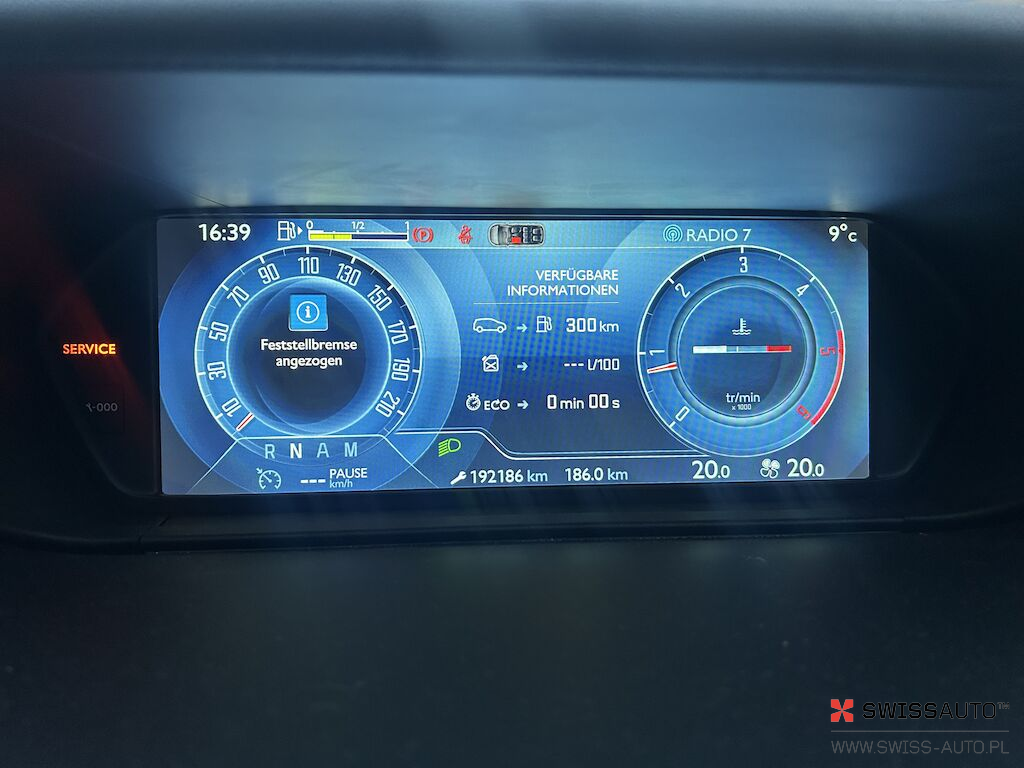 16:39
0 1/2 1
P
RADIO 7
9°c
10 30 50 70 90 110 130 150 170 190 210
i
Feststellbremse
angezogen
R N A M
--- PAUSE
km/h
VERFÜGBARE
INFORMATIONEN
300 km
--- l/100
ECO 0 min 00 s
192186 km 186.0 km
0 1 2 3 4 5 6
tr/min
x 1000
20.0 20.0
SERVICE
-000
SWISSAUTO™
WWW.SWISS-AUTO.PL